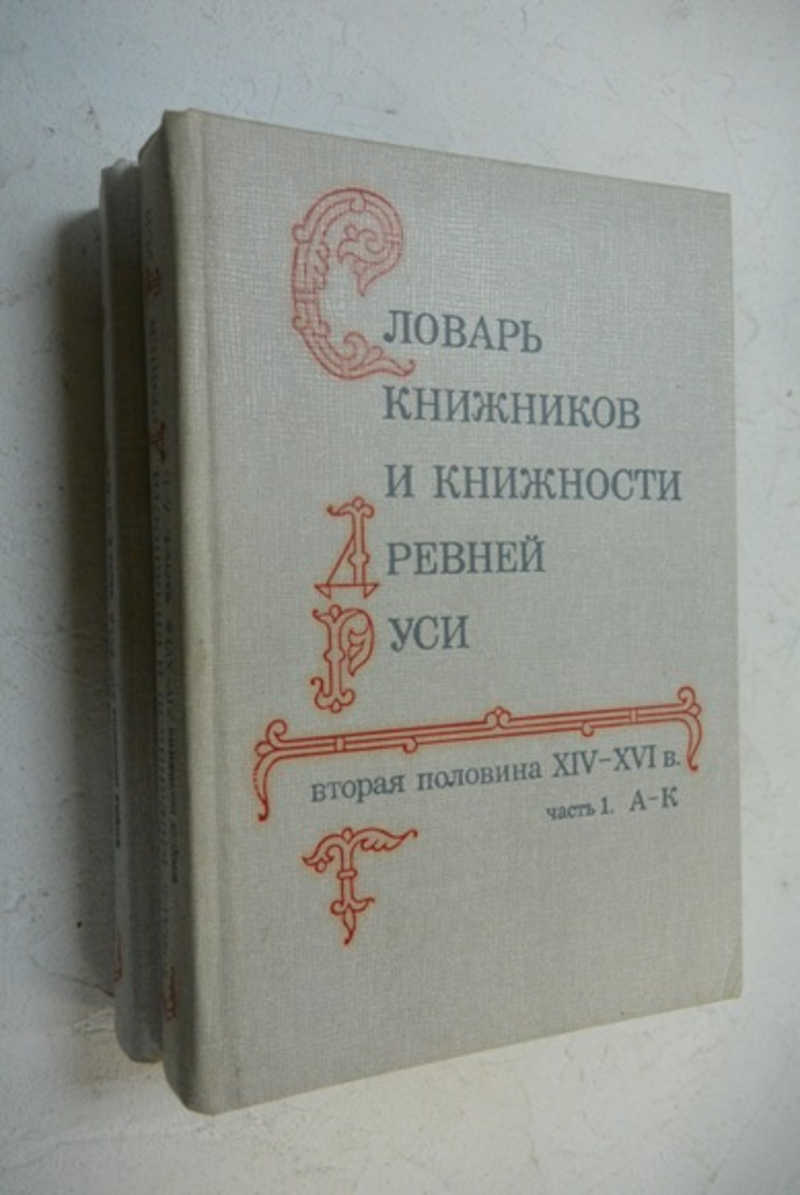 СЛОВАРЬ
КНИЖНИКОВ
И КНИЖНОСТИ
ДРЕВНЕЙ
РУСИ
вторая половина XIV–XVI в.
часть 1. А–К
Т